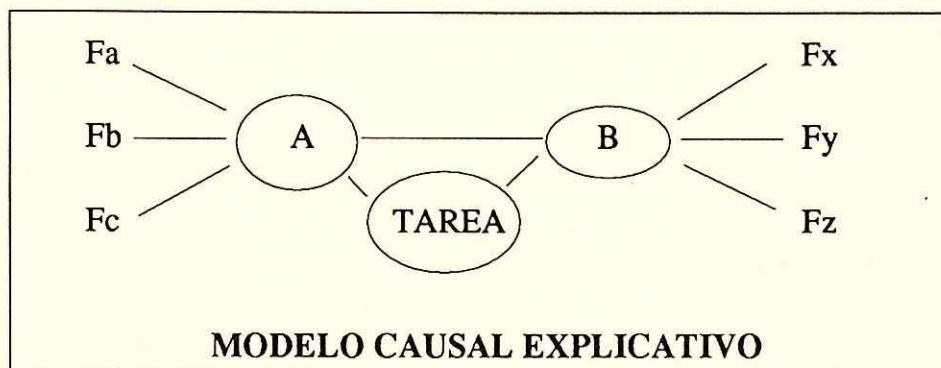 Fa Fx
Fb A B Fy
Fc TAREA Fz
MODELO CAUSAL EXPLICATIVO